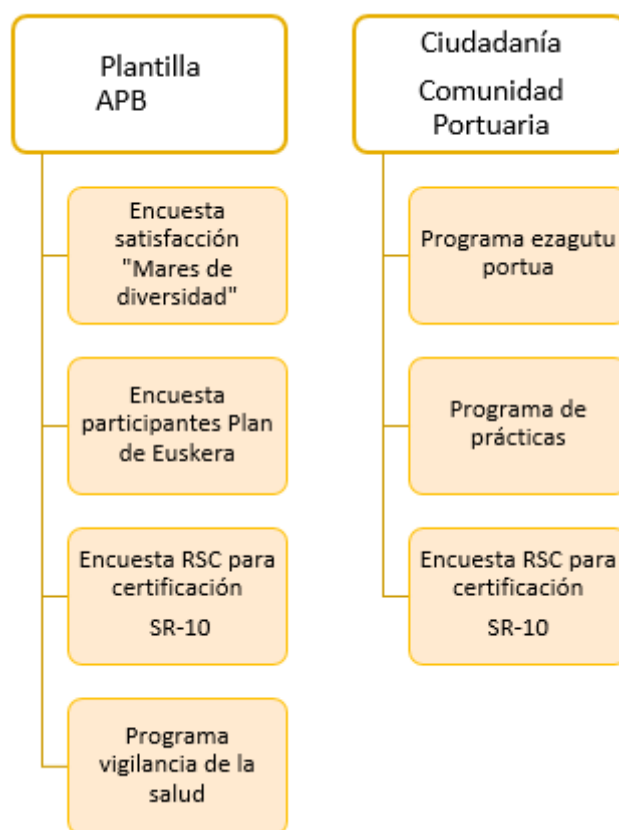 Plantilla
APB
Encuesta
satisfacción
"Mares de
diversidad"
Encuesta
participantes Plan
de Euskera
Encuesta RSC para
certificación
SR-10
Programa
vigilancia de la
salud
Ciudadanía
Comunidad
Portuaria
Programa ezagutu
portua
Programa de
prácticas
Encuesta RSC para
certificación
SR-10